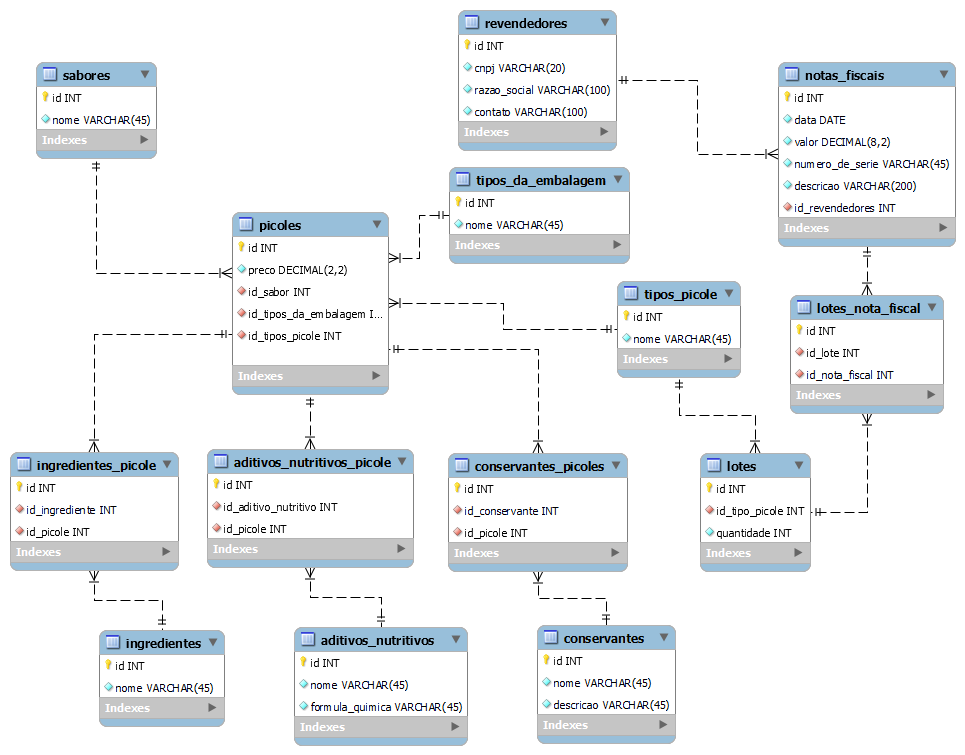 revendedores
id INT
cnpj VARCHAR(20)
razao_social VARCHAR(100)
contato VARCHAR(100)
Indexes
sabores
id INT
nome VARCHAR(45)
Indexes
notas_fiscais
id INT
data DATE
valor DECIMAL(8,2)
numero_de_serie VARCHAR(45)
descricao VARCHAR(200)
id_revendedores INT
Indexes
tipos_da_embalagem
id INT
nome VARCHAR(45)
Indexes
picoles
id INT
preco DECIMAL(2,2)
id_sabor INT
id_tipos_da_embalagem I...
id_tipos_picole INT
Indexes
tipos_picole
id INT
nome VARCHAR(45)
Indexes
lotes_nota_fiscal
id INT
id_lote INT
id_nota_fiscal INT
Indexes
ingredientes_picole
id INT
id_ingrediente INT
id_picole INT
Indexes
aditivos_nutritivos_picole
id INT
id_aditivo_nutritivo INT
id_picole INT
Indexes
conservantes_picoles
id INT
id_conservante INT
id_picole INT
Indexes
lotes
id INT
id_tipo_picole INT
quantidade INT
Indexes
ingredientes
id INT
nome VARCHAR(45)
Indexes
aditivos_nutritivos
id INT
nome VARCHAR(45)
formula_quimica VARCHAR(45)
Indexes
conservantes
id INT
nome VARCHAR(45)
descricao VARCHAR(45)
Indexes